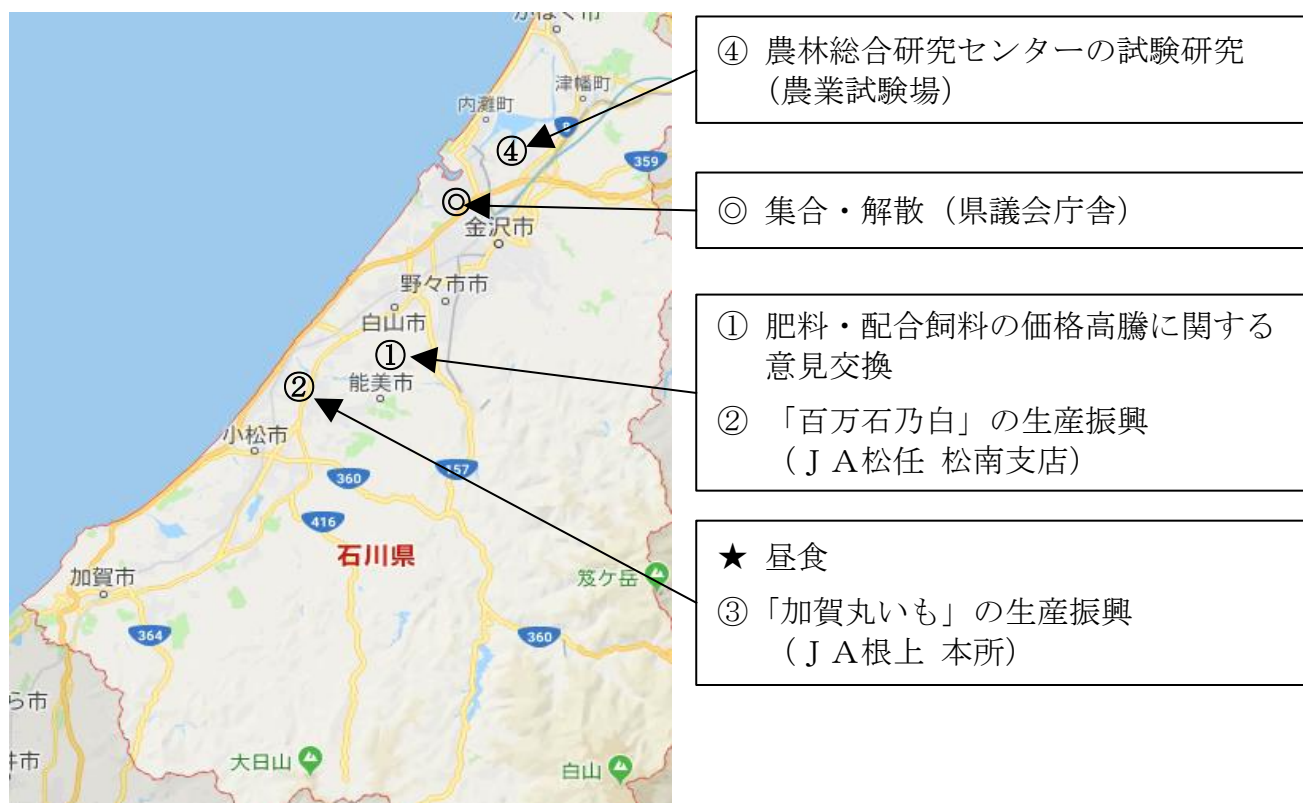 かほく市
津幡町
内灘町
8
④
359
◎
金沢市
野々市市
白山市
①
②
能美市
小松市
360
157
416
石川県
加賀市
笈ケ岳
364
360
ら市
井市
大日山
白山
④ 農林総合研究センターの試験研究
（農業試験場）
◎ 集合・解散（県議会庁舎）
① 肥料・配合飼料の価格高騰に関する
意見交換
② 「百万石乃白」の生産振興
（ＪＡ松任 松南支店）
★ 昼食
③「加賀丸いも」の生産振興
（ＪＡ根上 本所）